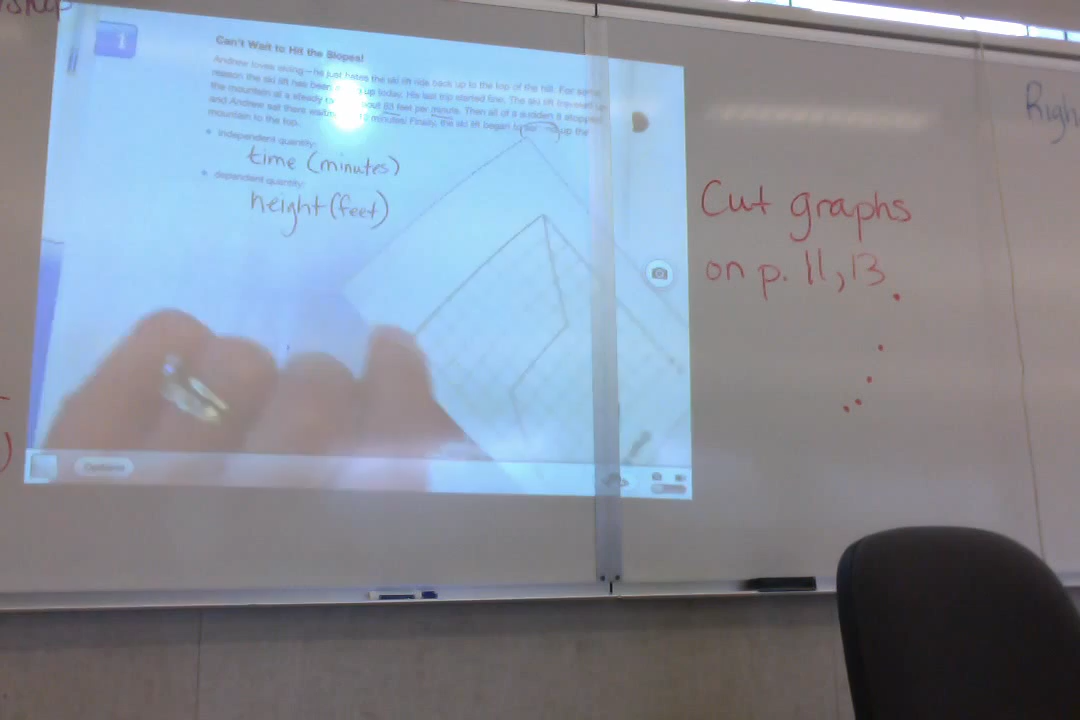 1
Can't Wait to Hit the Slopes!
Andrew loves skiing—he just hates the ski lift ride back up to the top of the hill. For some
reason the ski lift has been up today. His last trip started fine. The ski lift traveled up
the mountain at a steady feet per minute. Then all of a sudden it stopped
and Andrew sat there 10 minutes! Finally, the ski lift began to up the
mountain to the top.
• independent quantity:
time (minutes)
• dependent quantity:
height (feet)
Options
Cut graphs
on p. 11, 13
Righ